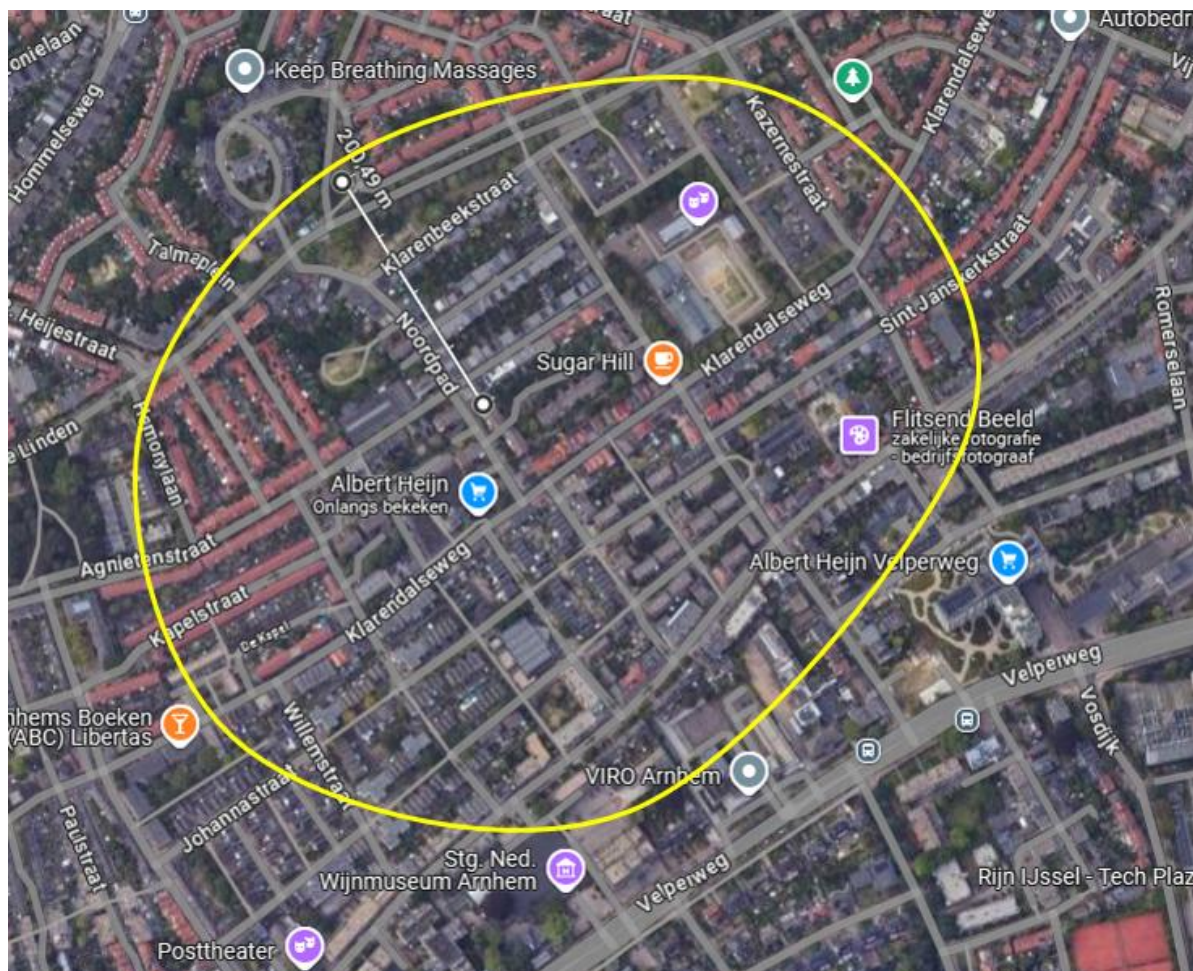 Autobedr
onielaan
Keep Breathing Massages
Hommelseweg
Klarendalseweg
Kazernestraat
200,49 m
Klarenbeekstraat
Talmaplein
Sint Janskerkstraat
Romerselaan
. Heijestraat
Noordpad
Sugar Hill
Klarendalseweg
e Linden
Hamonylaan
Flitsend Beeld
zakelijke fotografie
- bedrijfsfotograaf
Albert Heijn
Onlangs bekeken
Agnietenstraat
Albert Heijn Velperweg
Kapelstraat
De Kapel
Klarendalseweg
Velperweg
Vosdijk
nhems Boeken
(ABC) Libertas
Willemstraat
VIRO Arnhem
Johannastraat
Paulstraat
Stg. Ned.
Wijnmuseum Arnhem
Velperweg
Rijn IJssel - Tech Plaz
Posttheater